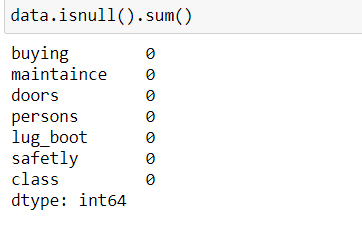 data.isnull().sum()
buying 0
maintaince 0
doors 0
persons 0
lug_boot 0
safetly 0
class 0
dtype: int64